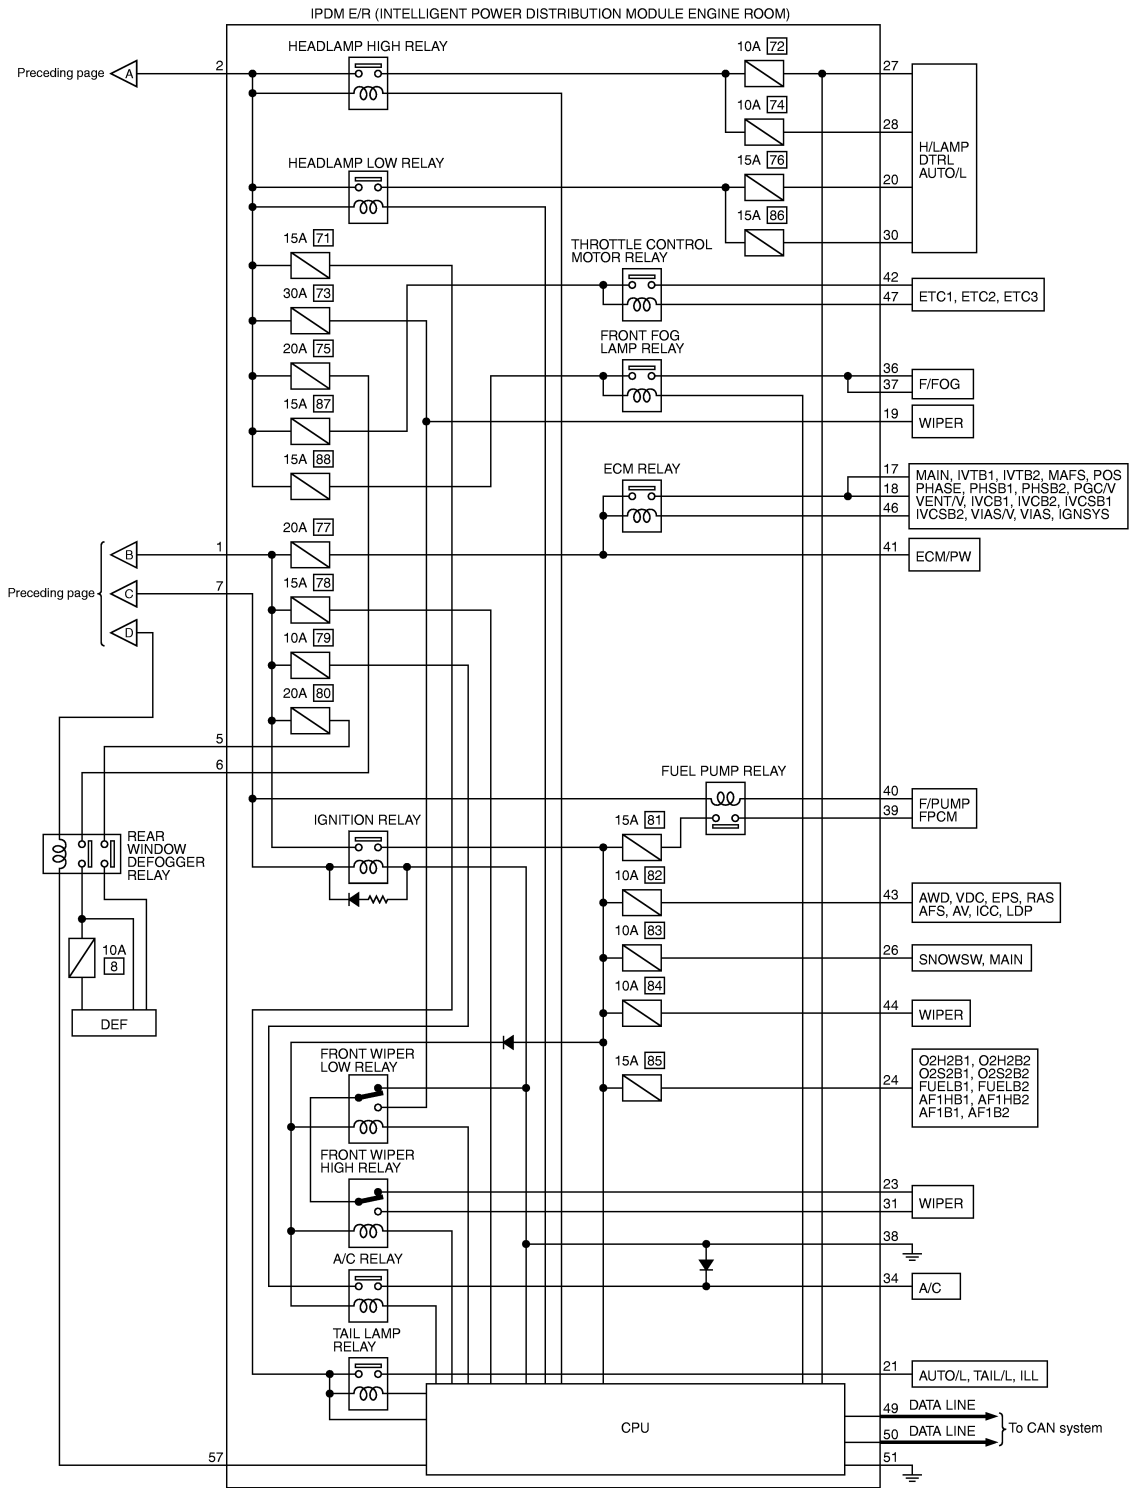 IPDM E/R (INTELLIGENT POWER DISTRIBUTION MODULE ENGINE ROOM)
Preceding page
A
2
HEADLAMP HIGH RELAY
10A 72
27
10A 74
28
H/LAMP
DTRL
AUTO/L
HEADLAMP LOW RELAY
15A 76
20
15A 86
30
15A 71
THROTTLE CONTROL
MOTOR RELAY
42
47
ETC1, ETC2, ETC3
30A 73
FRONT FOG
LAMP RELAY
20A 75
36
37
F/FOG
15A 87
19
WIPER
15A 88
ECM RELAY
17
18
46
MAIN, IVTB1, IVTB2, MAFS, POS
PHASE, PHSB1, PHSB2, PGC/V
VENT/V, IVCB1, IVCB2, IVCSB1
IVCSB2, VIAS/V, VIAS, IGNSYS
20A 77
Preceding page
B
1
41
ECM/PW
C
7
15A 78
D
10A 79
20A 80
5
6
FUEL PUMP RELAY
40
39
F/PUMP
FPCM
REAR
WINDOW
DEFOGGER
RELAY
IGNITION RELAY
15A 81
10A 82
43
AWD, VDC, EPS, RAS
AFS, AV, ICC, LDP
10A
8
DEF
10A 83
26
SNOWSW, MAIN
10A 84
44
WIPER
FRONT WIPER
LOW RELAY
15A 85
24
O2H2B1, O2H2B2
O2S2B1, O2S2B2
FUELB1, FUELB2
AF1HB1, AF1HB2
AF1B1, AF1B2
FRONT WIPER
HIGH RELAY
23
31
WIPER
38
A/C RELAY
34
A/C
TAIL LAMP
RELAY
21
AUTO/L, TAIL/L, ILL
CPU
49
DATA LINE
50
DATA LINE
To CAN system
57
51